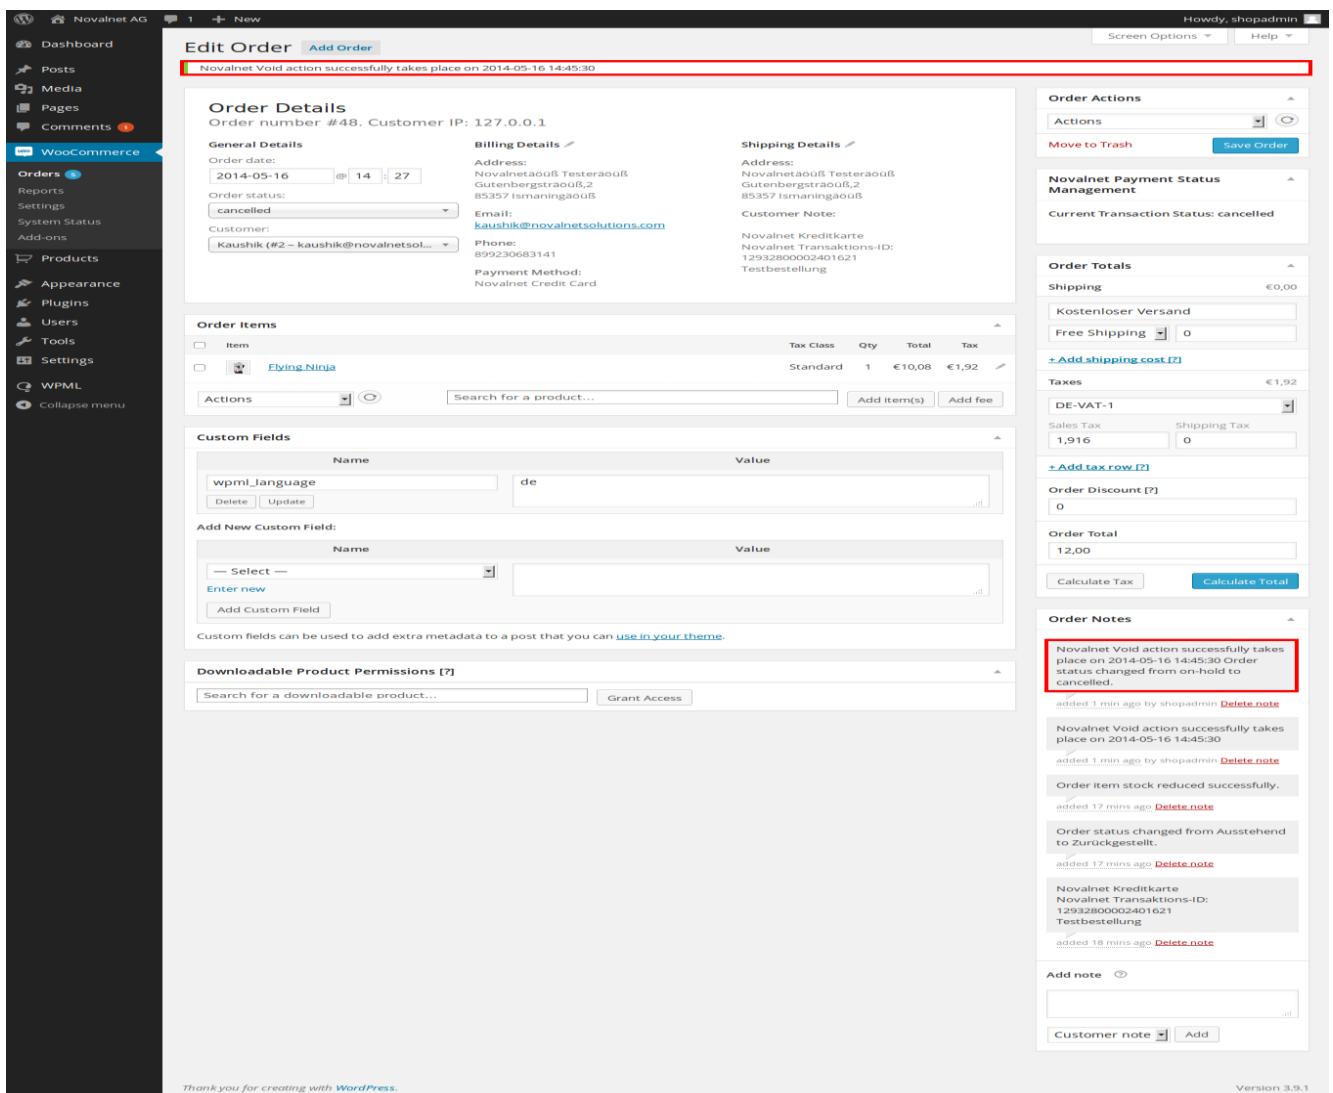 Novalnet AG 1 + New Howdy, shopadmin
Dashboard
Posts
Media
Pages
Comments 1
WooCommerce
Orders 5
Reports
Settings
System Status
Add-ons
Products
Appearance
Plugins
Users
Tools
Settings
WPML
Collapse menu
Screen Options Help
Edit Order Add Order
Novalnet Void action successfully takes place on 2014-05-16 14:45:30
Order Details
Order number #48. Customer IP: 127.0.0.1
General Details
Order date:
2014-05-16 @ 14 : 27
Order status:
cancelled
Customer:
Kaushik (#2 – kaushik@novalnetsol...
Billing Details
Address:
Novalnetäöüß Testeräöüß
Gutenbergsträöüß,2
85357 Ismaningäöüß
Email:
kaushik@novalnetsolutions.com
Phone:
899230683141
Payment Method:
Novalnet Credit Card
Shipping Details
Address:
Novalnetäöüß Testeräöüß
Gutenbergsträöüß,2
85357 Ismaningäöüß
Customer Note:
Novalnet Kreditkarte
Novalnet Transaktions-ID:
12932800002401621
Testbestellung
Order Items
Item Tax Class Qty Total Tax
Flying Ninja Standard 1 €10,08 €1,92
Actions Search for a product... Add item(s) Add fee
Custom Fields
Name Value
wpml_language de
Delete Update
Add New Custom Field:
Name Value
— Select —
Enter new
Add Custom Field
Custom fields can be used to add extra metadata to a post that you can use in your theme.
Downloadable Product Permissions [?]
Search for a downloadable product... Grant Access
Order Actions
Actions
Move to Trash Save Order
Novalnet Payment Status
Management
Current Transaction Status: cancelled
Order Totals
Shipping €0,00
Kostenloser Versand
Free Shipping 0
+ Add shipping cost [?]
Taxes €1,92
DE-VAT-1
Sales Tax Shipping Tax
1,916 0
+ Add tax row [?]
Order Discount [?]
0
Order Total
12,00
Calculate Tax Calculate Total
Order Notes
Novalnet Void action successfully takes
place on 2014-05-16 14:45:30 Order
status changed from on-hold to
cancelled.
added 1 min ago by shopadmin Delete note
Novalnet Void action successfully takes
place on 2014-05-16 14:45:30
added 1 min ago by shopadmin Delete note
Order item stock reduced successfully.
added 17 mins ago Delete note
Order status changed from Ausstehend
to Zurückgestellt.
added 17 mins ago Delete note
Novalnet Kreditkarte
Novalnet Transaktions-ID:
12932800002401621
Testbestellung
added 18 mins ago Delete note
Add note
Customer note Add
Thank you for creating with WordPress. Version 3.9.1